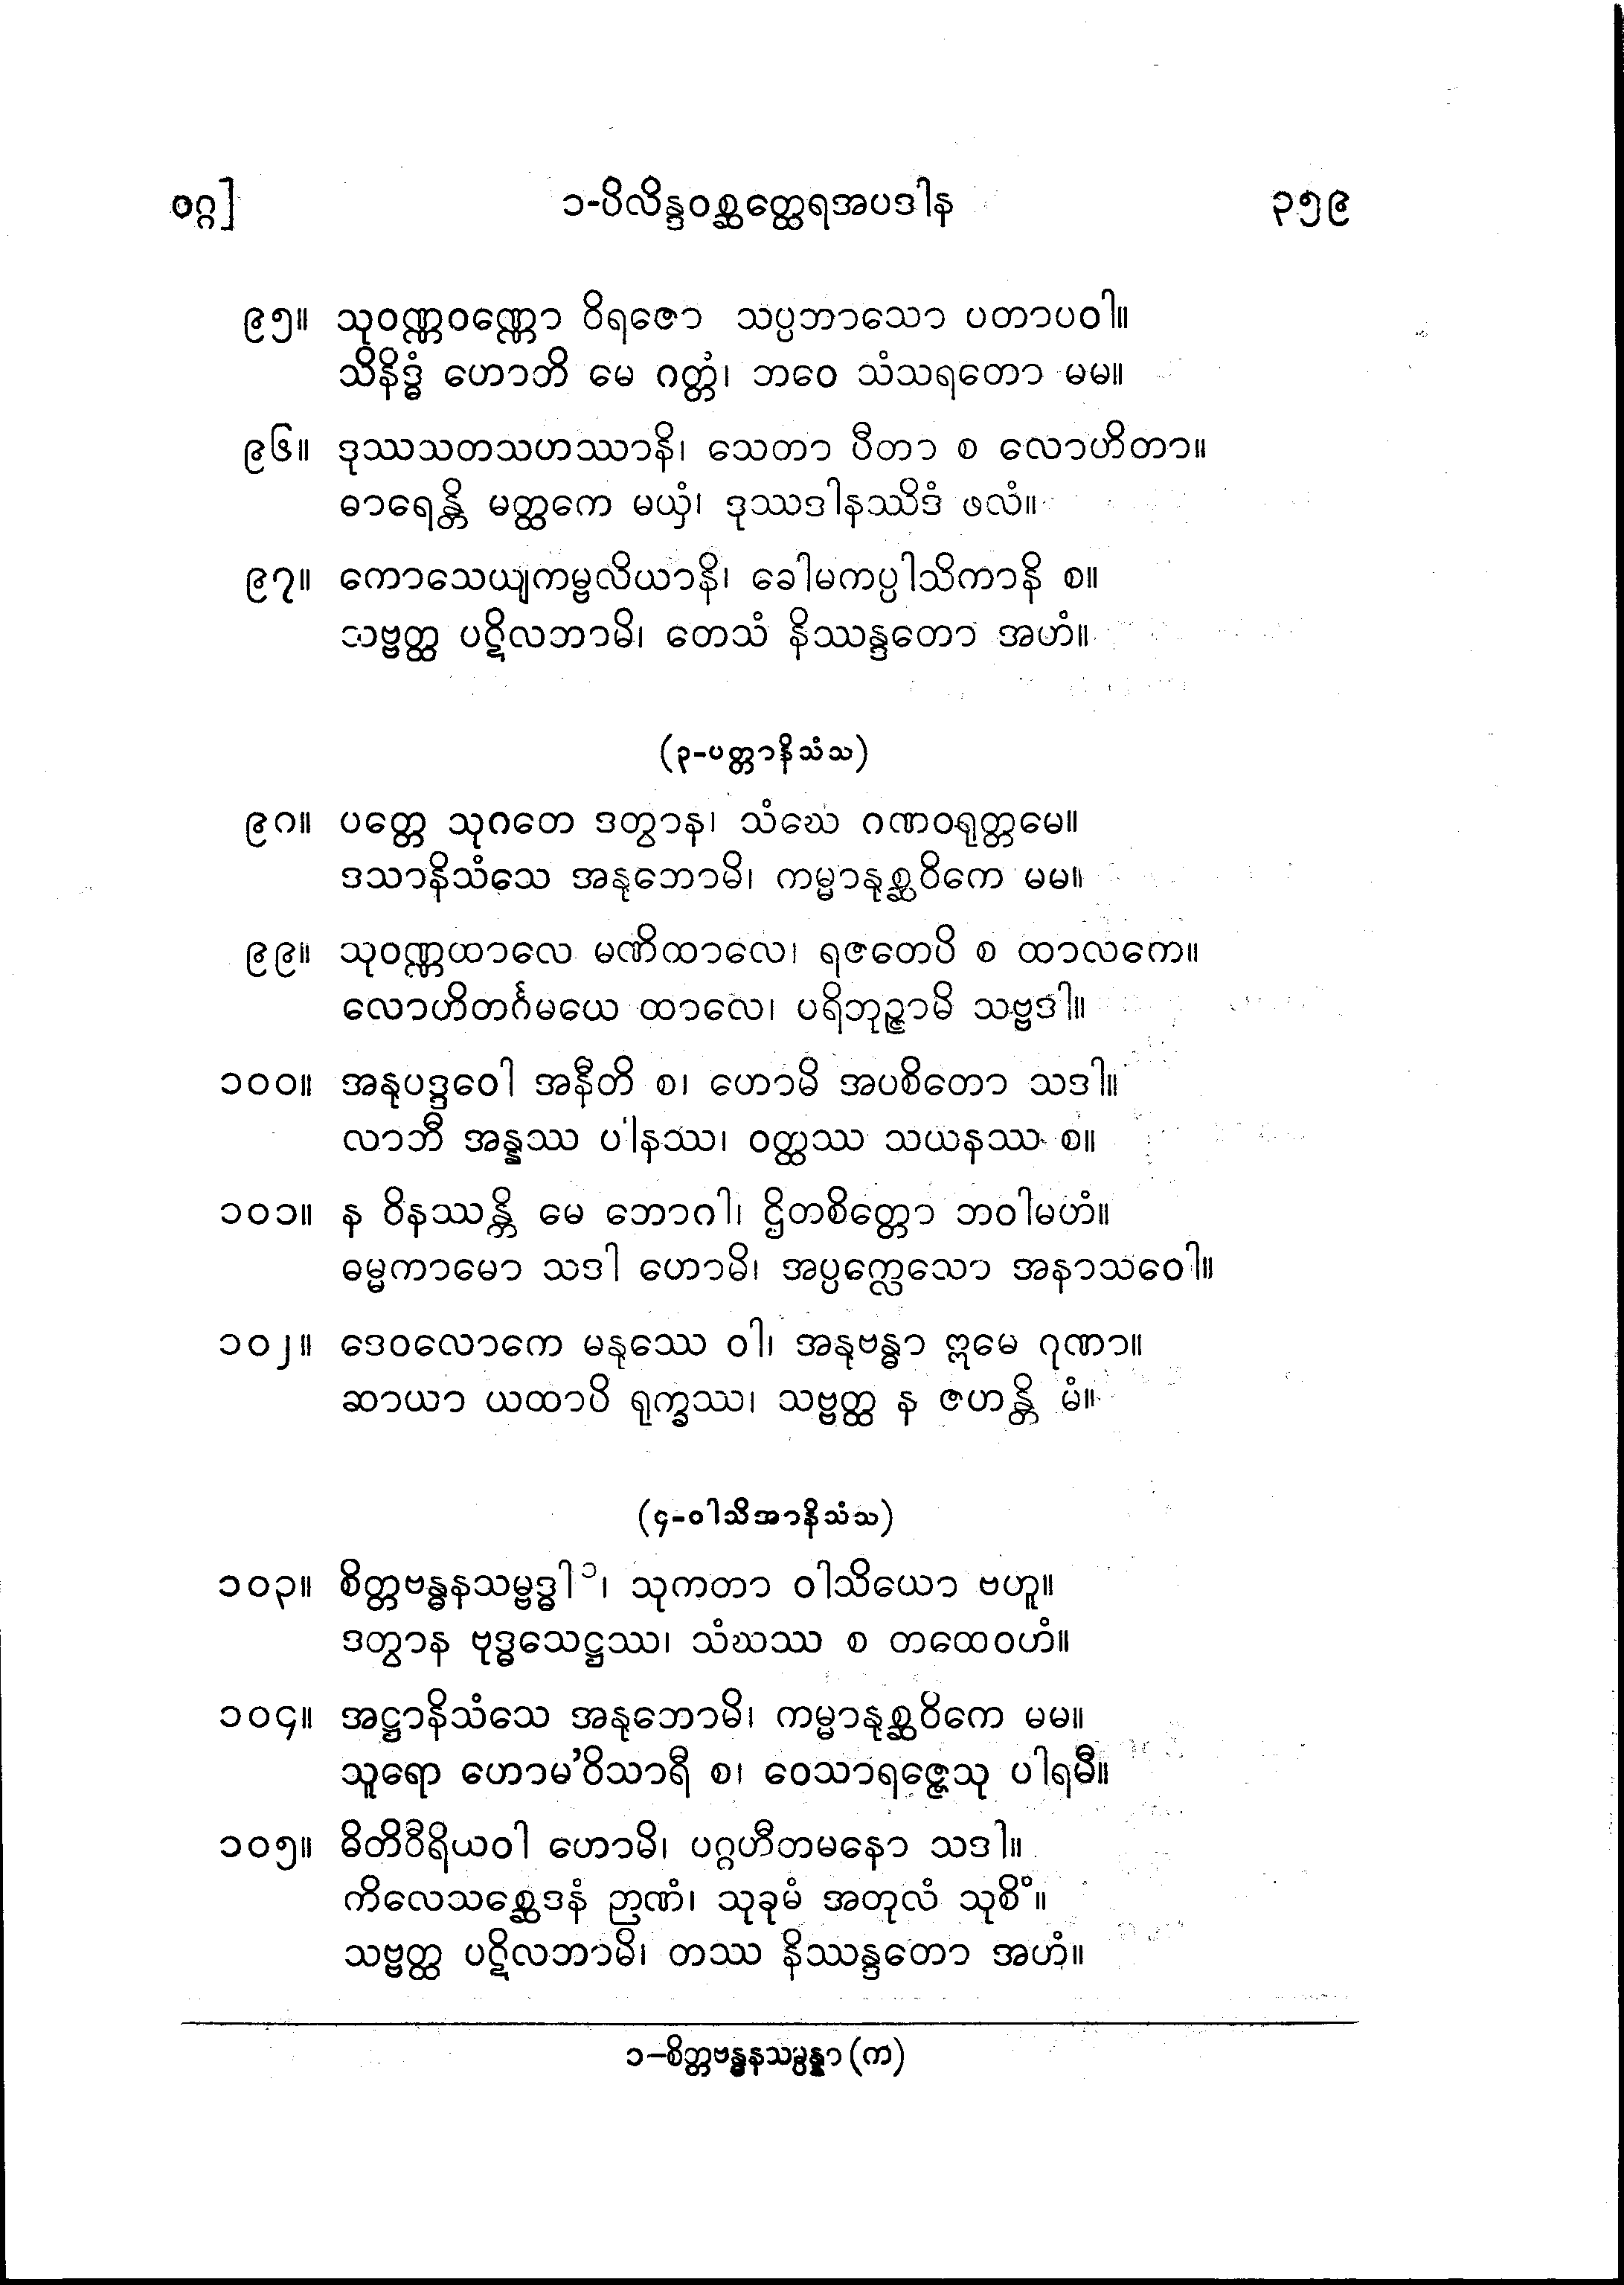 ဝဂ္ဂ] ၁-ပိလိန္ဒဝစ္ဆတ္ထေရအပဒါန ၃၅၉
၉၅။ သုဝဏ္ဏဝဏ္ဏော ဝိရဇော သပ္ပဘာသော ပတာပဝါ။
သိနိဒ္ဓံ ဟောတိ မေ ဂတ္တံ၊ ဘဝေ သံသရတော မမ။
၉၆။ ဒုဿသတသဟဿာနိ၊ သေတာ ပီတာ စ လောဟိတာ။
ဓာရေန္တိ မတ္ထကေ မယှံ၊ ဒုဿဒါနဿိဒံ ဖလံ။
၉၇။ ကောသေယျကမ္ဗလိယာနိ၊ ခေါမကပ္ပါသိကာနိ စ။
သဗ္ဗတ္ထ ပဋိလဘာမိ၊ တေသံ နိဿန္ဒတော အဟံ။
(၃-ပတ္တာနိသံသ)
၉၈။ ပတ္တေ သုဂတေ ဒတွာန၊ သံဃေ ဂဏဝရုတ္တမေ။
ဒသာနိသံသေ အနုဘောမိ၊ ကမ္မာနုစ္ဆဝိကေ မမ။
၉၉။ သုဝဏ္ဏထာလေ မဏိထာလေ၊ ရဇတေပိ စ ထာလကေ။
လောဟိတင်္ဂမယေ ထာလေ၊ ပရိဘုဉ္ဇာမိ သဗ္ဗဒါ။
၁၀၀။ အနုပဒ္ဒဝေါ အနီတိ စ၊ ဟောမိ အပစိတော သဒါ။
လာဘီ အန္နဿ ပါနဿ၊ ဝတ္ထဿ သယနဿ စ။
၁၀၁။ န ဝိနဿန္တိ မေ ဘောဂါ၊ ဌိတစိတ္တော ဘဝါမဟံ။
ဓမ္မကာမော သဒါ ဟောမိ၊ အပ္ပက္လေသော အနာသဝေါ။
၁၀၂။ ဒေဝလောကေ မနုဿေ ဝါ၊ အနုဗန္ဓာ ဣမေ ဂုဏာ။
ဆာယာ ယထာပိ ရုက္ခဿ၊ သဗ္ဗတ္ထ န ဇဟန္တိ မံ။
(၄-ဝါသိအာနိသံသ)
၁၀၃။ စိတ္တဗန္ဓနသမ္ဗဒ္ဓါ၁၊ သုကတာ ဝါသိယော ဗဟူ။
ဒတွာန ဗုဒ္ဓသေဋ္ဌဿ၊ သံဃဿ စ တထေဝဟံ။
၁၀၄။ အဋ္ဌာနိသံသေ အနုဘောမိ၊ ကမ္မာနုစ္ဆဝိကေ မမ။
သူရော ဟောမ’ဝိသာရီ စ၊ ဝေသာရဇ္ဇေသု ပါရမီ။
၁၀၅။ ဓိတိဝီရိယဝါ ဟောမိ၊ ပဂ္ဂဟီတမနော သဒါ။
ကိလေသစ္ဆေဒနံ ဉာဏံ၊ သုခုမံ အတုလံ သုစိံ။
သဗ္ဗတ္ထ ပဋိလဘာမိ၊ တဿ နိဿန္ဒတော အဟံ။
၁–စိတ္တဗန္ဓနသမ္ပန္နာ (က)